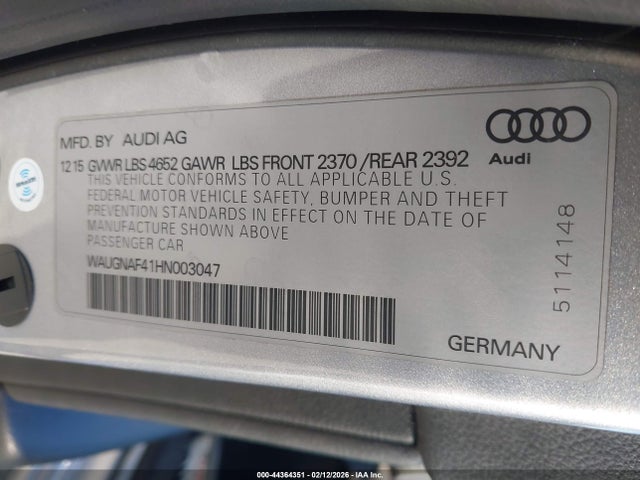 MFD. BY AUDI AG
12 15 GVWR LBS 4652 GAWR LBS FRONT 2370 /REAR 2392
Audi
THIS VEHICLE CONFORMS TO ALL APPLICABLE U.S.
FEDERAL MOTOR VEHICLE SAFETY, BUMPER AND THEFT
PREVENTION STANDARDS IN EFFECT ON THE DATE OF
MANUFACTURE SHOWN ABOVE
PASSENGER CAR
WAUGNAF41HN003047
5114148
GERMANY
000-44364351 - 02/12/2026 - IAA Inc.